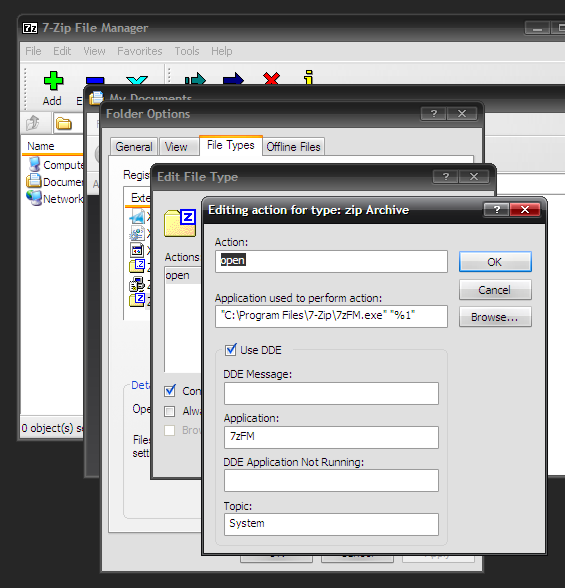 7-Zip File Manager
File Edit View Favorites Tools Help
Add
My Documents
Folder Options
General View File Types Offline Files
Name
Compute
Documen
Network
Regist
Exte
Edit File Type
Actions
open
Editing action for type: zip Archive
Action:
open
OK
Cancel
Application used to perform action:
"C:\Program Files\7-Zip\7zFM.exe" "%1"
Browse...
Use DDE
DDE Message:
Application:
7zFM
DDE Application Not Running:
Topic:
System
Deta
Ope
Files
sett
Con
Alwa
Brow
0 object(s) se